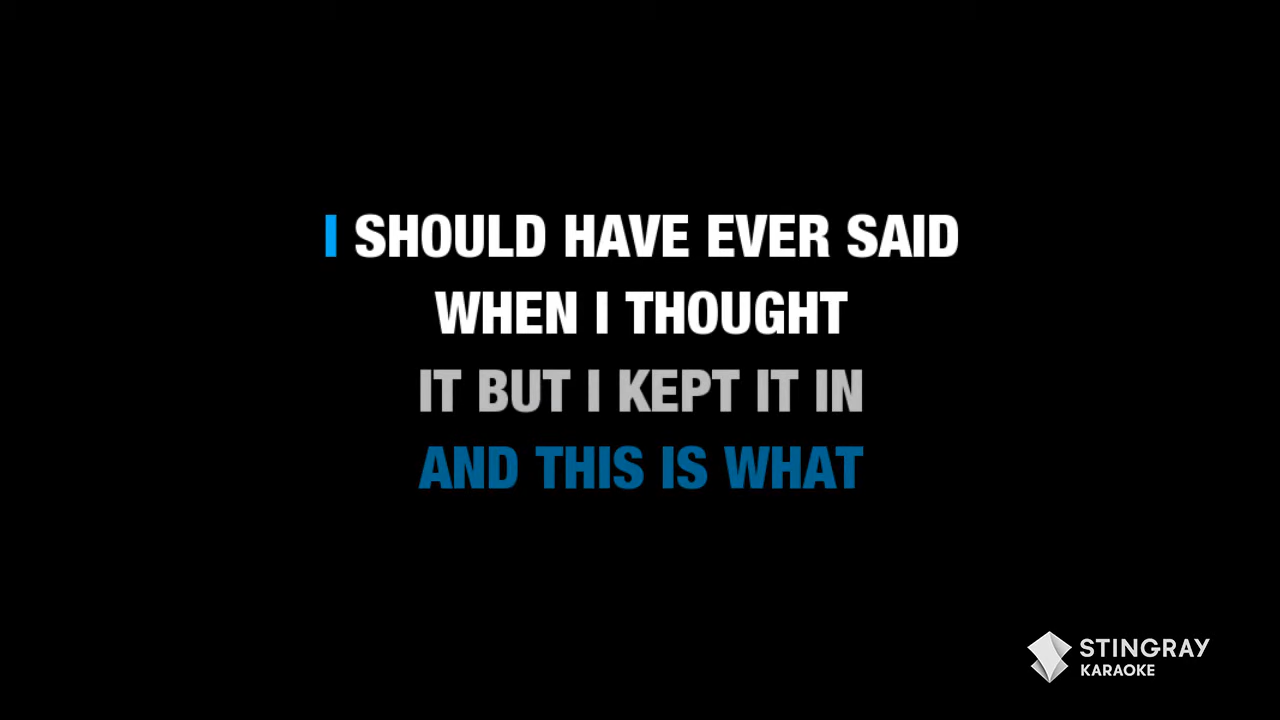 I SHOULD HAVE EVER SAID
WHEN I THOUGHT
IT BUT I KEPT IT IN
AND THIS IS WHAT
STINGRAY
KARAOKE